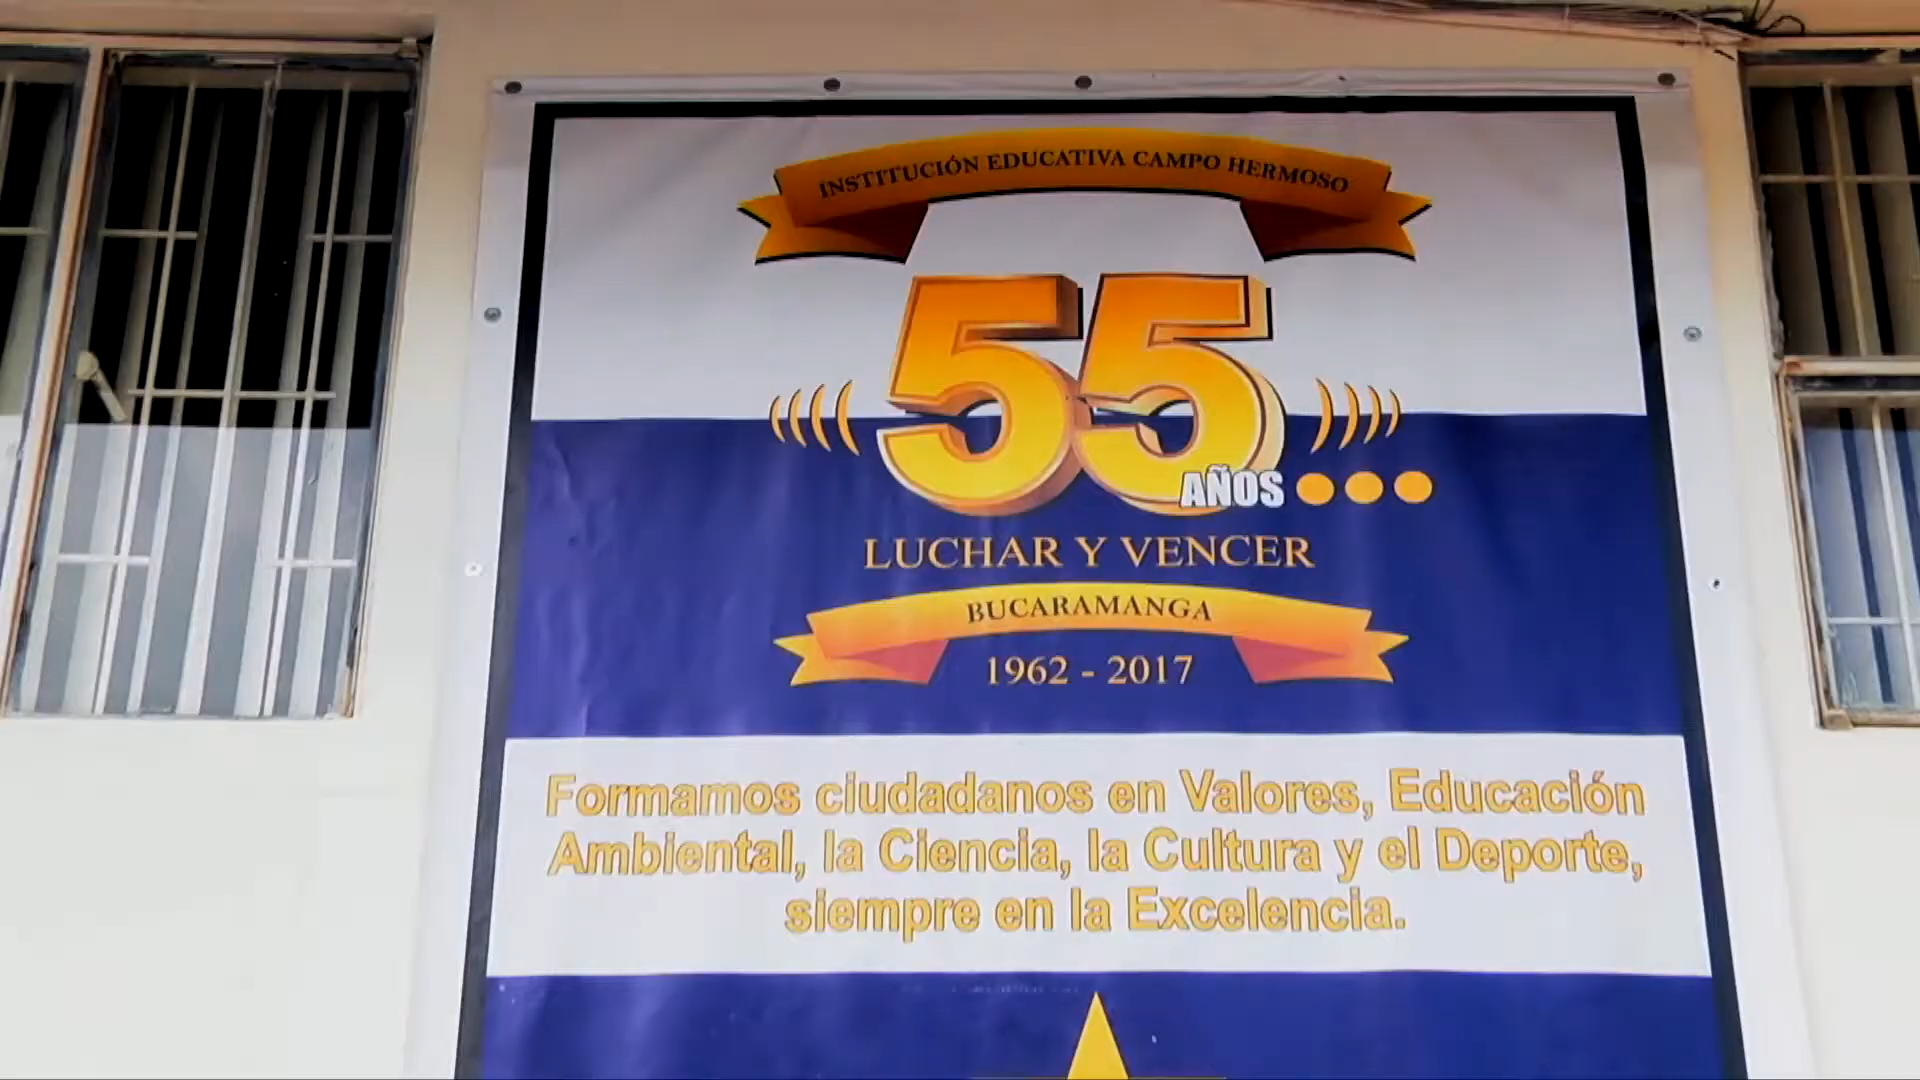 INSTITUCIÓN EDUCATIVA CAMPO HERMOSO
55
AÑOS
LUCHAR Y VENCER
BUCARAMANGA
1962 - 2017
Formamos ciudadanos en Valores, Educación
Ambiental, la Ciencia, la Cultura y el Deporte,
siempre en la Excelencia.